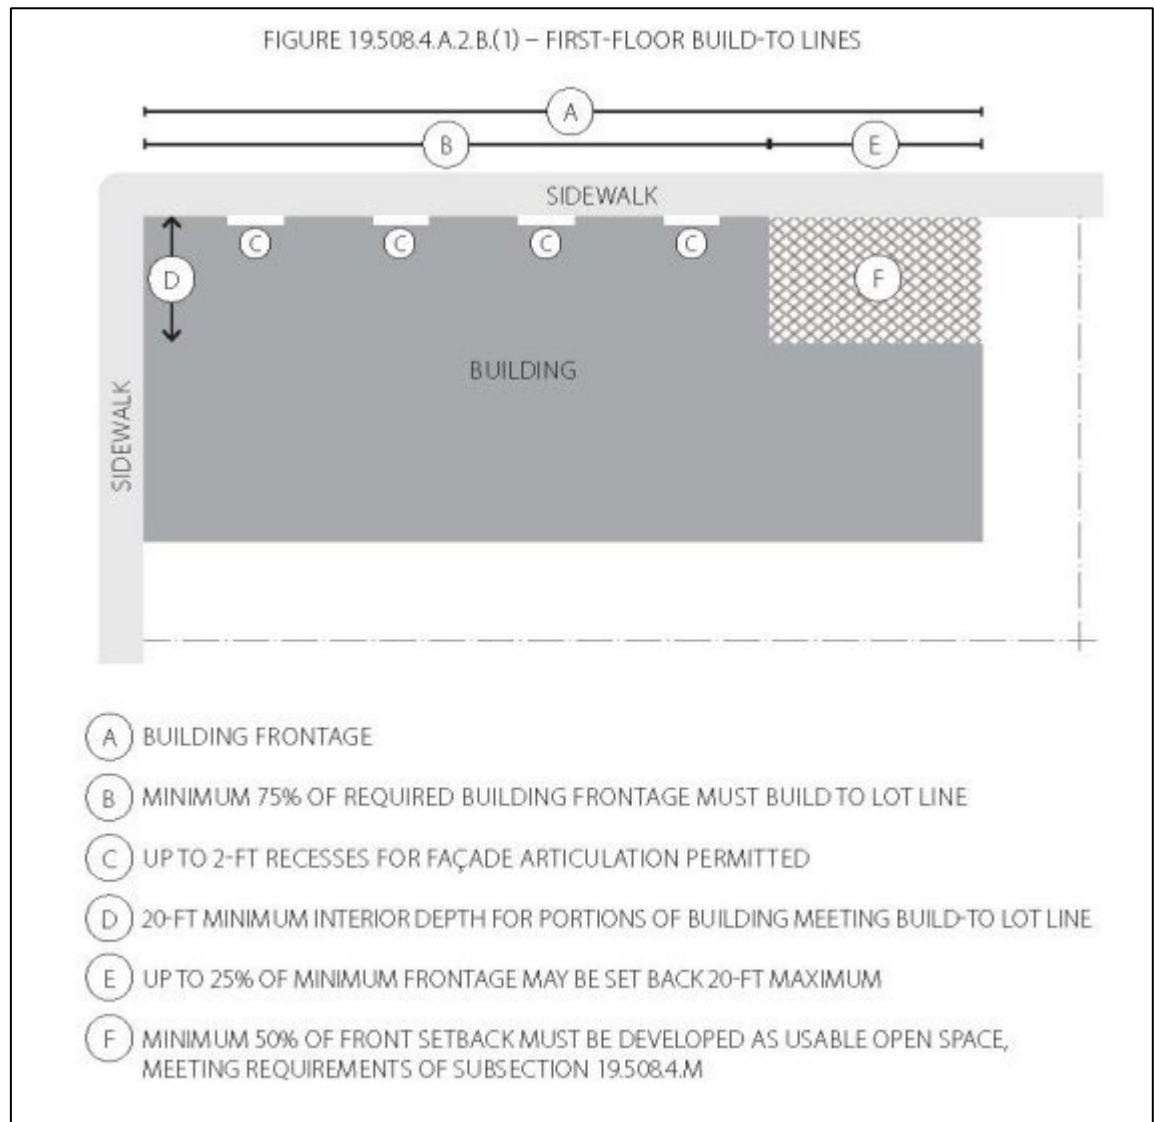 FIGURE 19.508.4.A.2.B.(1) – FIRST-FLOOR BUILD-TO LINES
A
B
E
SIDEWALK
C
C
C
C
D
F
BUILDING
SIDEWALK
A BUILDING FRONTAGE
B MINIMUM 75% OF REQUIRED BUILDING FRONTAGE MUST BUILD TO LOT LINE
C UP TO 2-FT RECESSES FOR FAÇADE ARTICULATION PERMITTED
D 20-FT MINIMUM INTERIOR DEPTH FOR PORTIONS OF BUILDING MEETING BUILD-TO LOT LINE
E UP TO 25% OF MINIMUM FRONTAGE MAY BE SET BACK 20-FT MAXIMUM
F MINIMUM 50% OF FRONT SETBACK MUST BE DEVELOPED AS USABLE OPEN SPACE,
MEETING REQUIREMENTS OF SUBSECTION 19.508.4.M